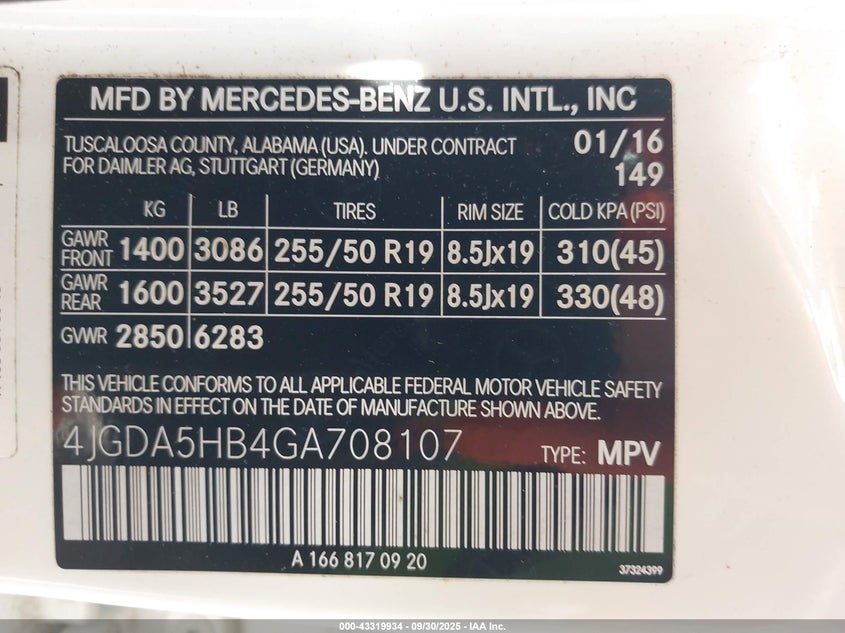 MFD BY MERCEDES-BENZ U.S. INTL., INC
TUSCALOOSA COUNTY, ALABAMA (USA). UNDER CONTRACT
FOR DAIMLER AG, STUTTGART (GERMANY)
01/16
149
KG LB TIRES RIM SIZE COLD KPA (PSI)
GAWR FRONT 1400 3086 255/50 R19 8.5Jx19 310(45)
GAWR REAR 1600 3527 255/50 R19 8.5Jx19 330(48)
GVWR 2850 6283
THIS VEHICLE CONFORMS TO ALL APPLICABLE FEDERAL MOTOR VEHICLE SAFETY
STANDARDS IN EFFECT ON THE DATE OF MANUFACTURE SHOWN ABOVE.
4JGDA5HB4GA708107 TYPE: MPV
A 166 817 09 20
37324399
000-43319934 - 09/30/2025 - IAA Inc.